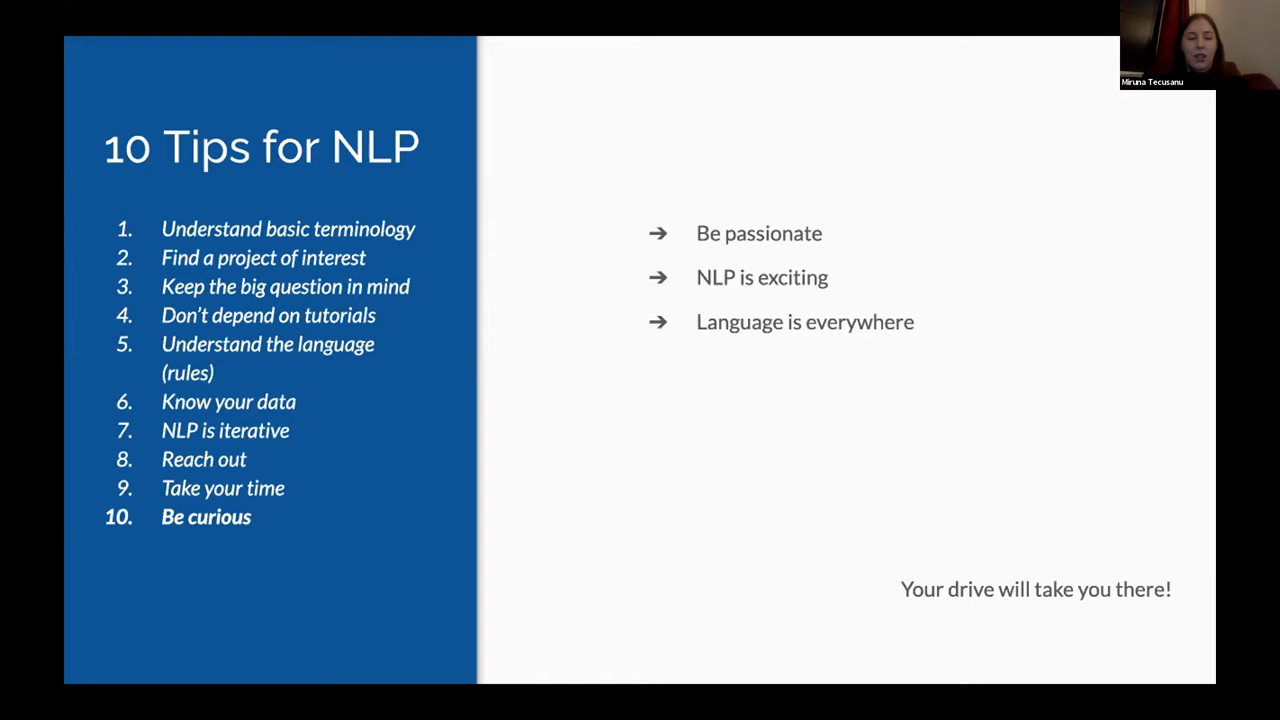 10 Tips for NLP
1. Understand basic terminology
2. Find a project of interest
3. Keep the big question in mind
4. Don't depend on tutorials
5. Understand the language
(rules)
6. Know your data
7. NLP is iterative
8. Reach out
9. Take your time
10. Be curious
➔ Be passionate
➔ NLP is exciting
➔ Language is everywhere
Your drive will take you there!
Miruna Tecusanu